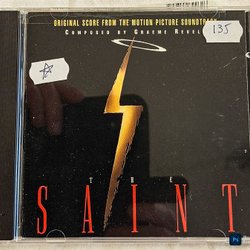 ORIGINAL SCORE FROM THE MOTION PICTURE SOUNDTRACK
COMPOSED BY GRAEME REVELL
135
THE
SAINT